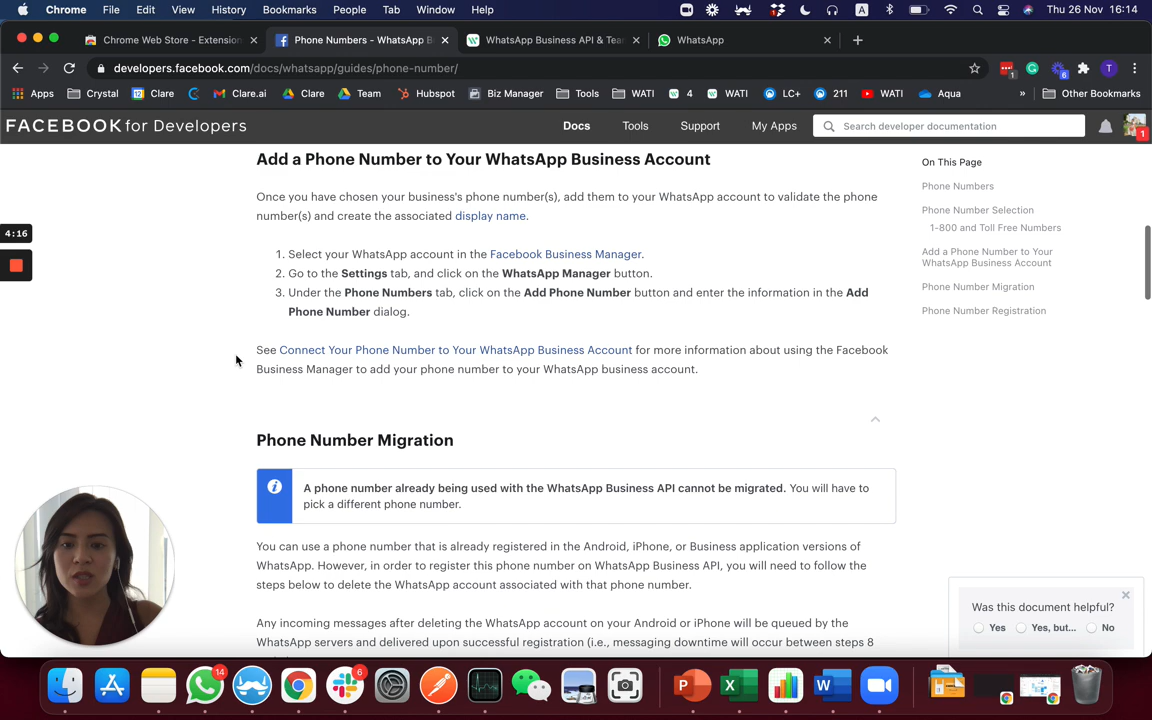 Chrome File Edit View History Bookmarks People Tab Window Help A Thu 26 Nov 16:14
Chrome Web Store - Extension Phone Numbers - WhatsApp B WhatsApp Business API & Tea WhatsApp
developers.facebook.com/docs/whatsapp/guides/phone-number/ 1 6 T
Apps Crystal Clare Clare.ai Clare Team Hubspot Biz Manager Tools WATI 4 WATI LC+ 211 WATI Aqua » Other Bookmarks
FACEBOOK for Developers Docs Tools Support My Apps Search developer documentation 1
Add a Phone Number to Your WhatsApp Business Account
Once you have chosen your business's phone number(s), add them to your WhatsApp account to validate the phone
number(s) and create the associated display name.
1. Select your WhatsApp account in the Facebook Business Manager.
2. Go to the Settings tab, and click on the WhatsApp Manager button.
3. Under the Phone Numbers tab, click on the Add Phone Number button and enter the information in the Add
Phone Number dialog.
See Connect Your Phone Number to Your WhatsApp Business Account for more information about using the Facebook
Business Manager to add your phone number to your WhatsApp business account.
Phone Number Migration
A phone number already being used with the WhatsApp Business API cannot be migrated. You will have to
pick a different phone number.
You can use a phone number that is already registered in the Android, iPhone, or Business application versions of
WhatsApp. However, in order to register this phone number on WhatsApp Business API, you will need to follow the
steps below to delete the WhatsApp account associated with that phone number.
Any incoming messages after deleting the WhatsApp account on your Android or iPhone will be queued by the
WhatsApp servers and delivered upon successful registration (i.e., messaging downtime will occur between steps 8
On This Page
Phone Numbers
Phone Number Selection
1-800 and Toll Free Numbers
Add a Phone Number to Your
WhatsApp Business Account
Phone Number Migration
Phone Number Registration
Was this document helpful?
Yes Yes, but... No
4:16
14 6 P X W